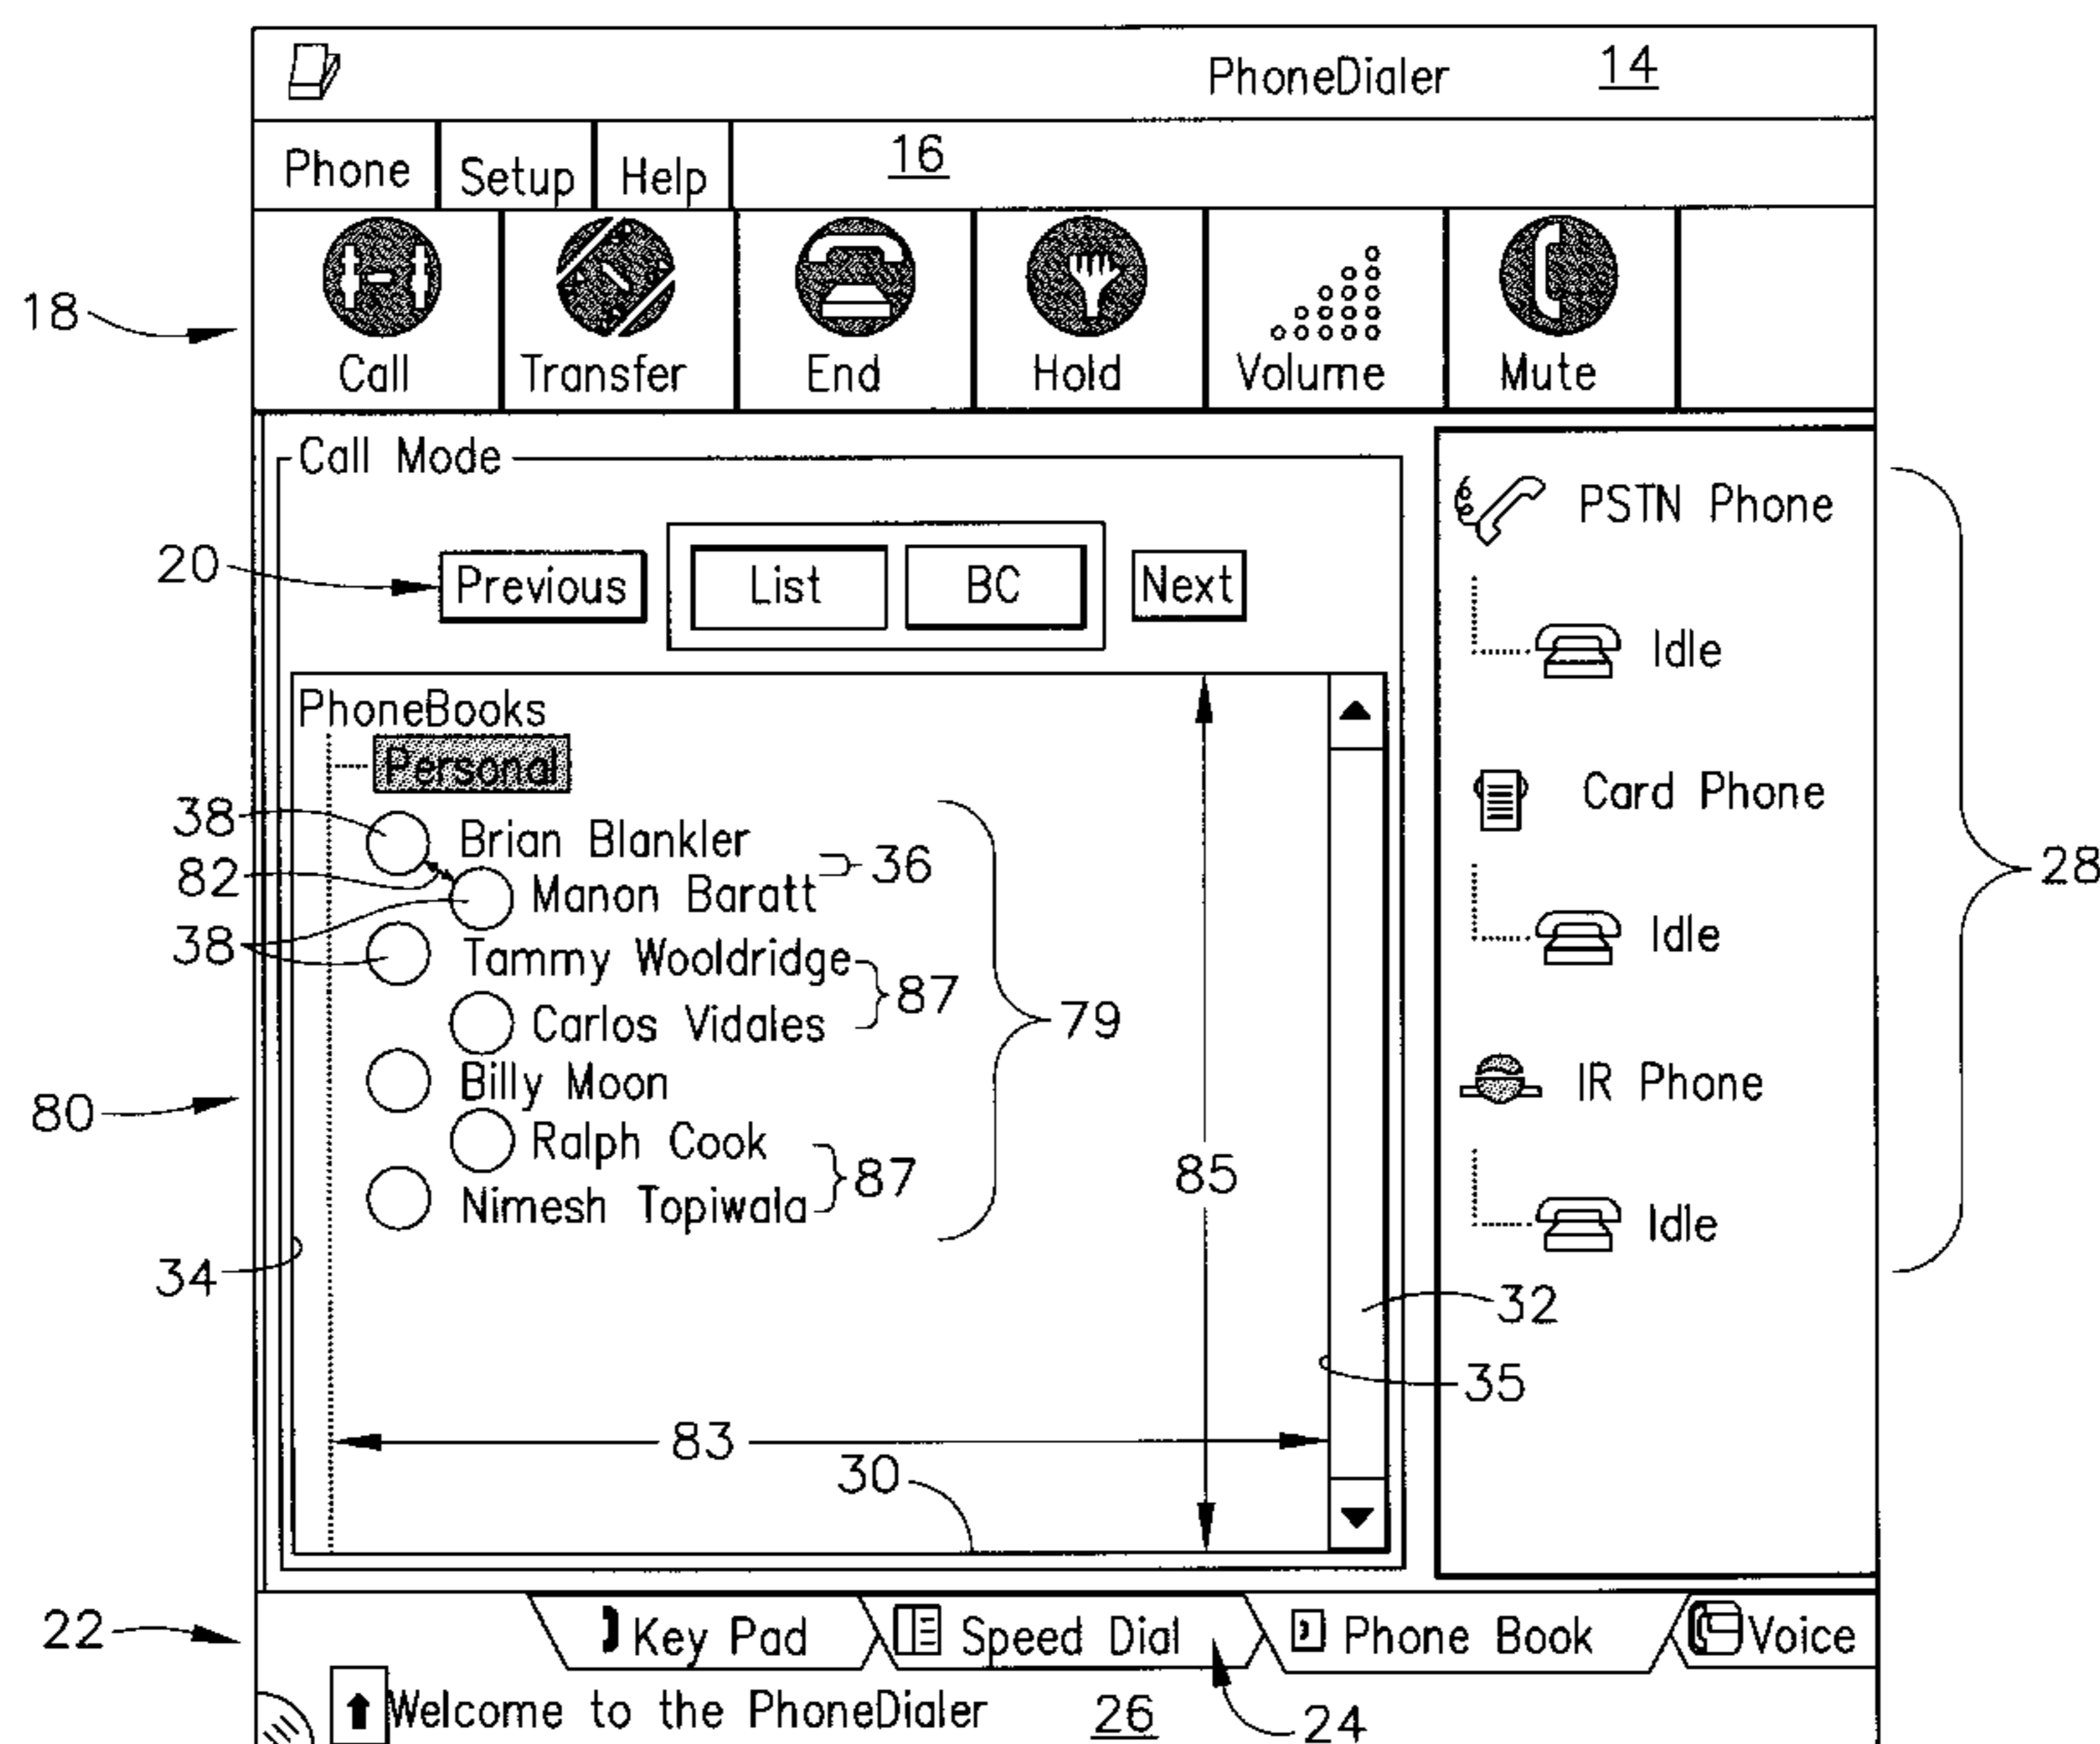 PhoneDialer 14
Phone Setup Help 16
18
Call Transfer End Hold Volume Mute
Call Mode
20
Previous List BC Next
PhoneBooks
Personal
38
Brian Blankler
82
36
Manon Baratt
38
Tammy Wooldridge
87
Carlos Vidales
79
80
Billy Moon
Ralph Cook
87
Nimesh Topiwala
85
34
83
30
32
35
PSTN Phone
Idle
Card Phone
28
Idle
IR Phone
Idle
22
Key Pad Speed Dial Phone Book Voice
Welcome to the PhoneDialer 26 24